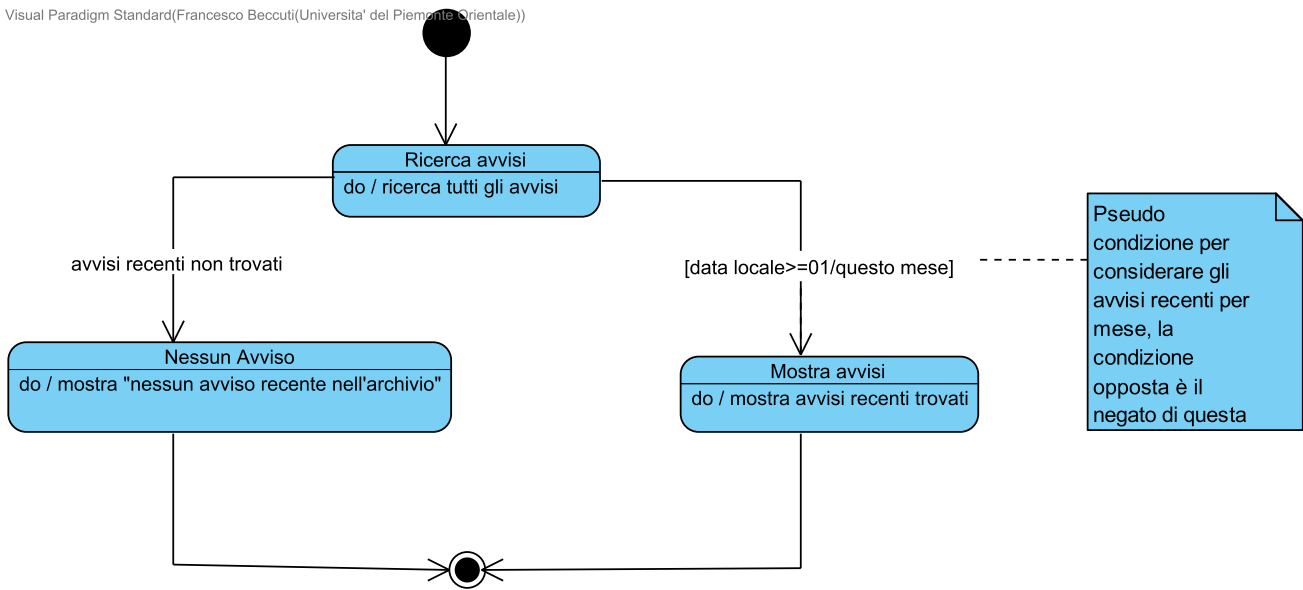 Visual Paradigm Standard(Francesco Beccuti(Universita' del Piemonte Orientale))
Ricerca avvisi
do / ricerca tutti gli avvisi
avvisi recenti non trovati
[data locale>=01/questo mese]
Pseudo
condizione per
considerare gli
avvisi recenti per
mese, la
condizione
opposta è il
negato di questa
Nessun Avviso
do / mostra "nessun avviso recente nell'archivio"
Mostra avvisi
do / mostra avvisi recenti trovati